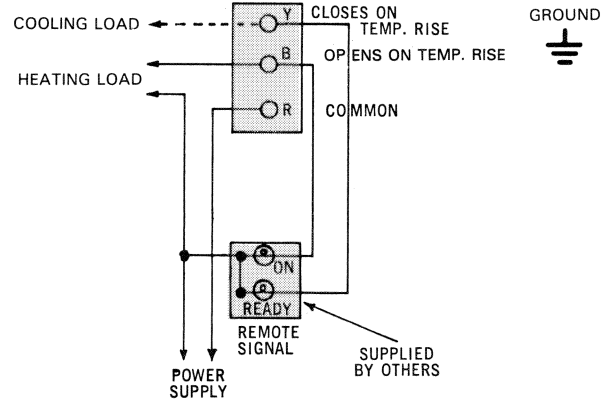 COOLING LOAD
Y
CLOSES ON
TEMP. RISE
GROUND
B
OPENS ON TEMP. RISE
HEATING LOAD
R
COMMON
ON
READY
REMOTE
SIGNAL
SUPPLIED
BY OTHERS
POWER
SUPPLY